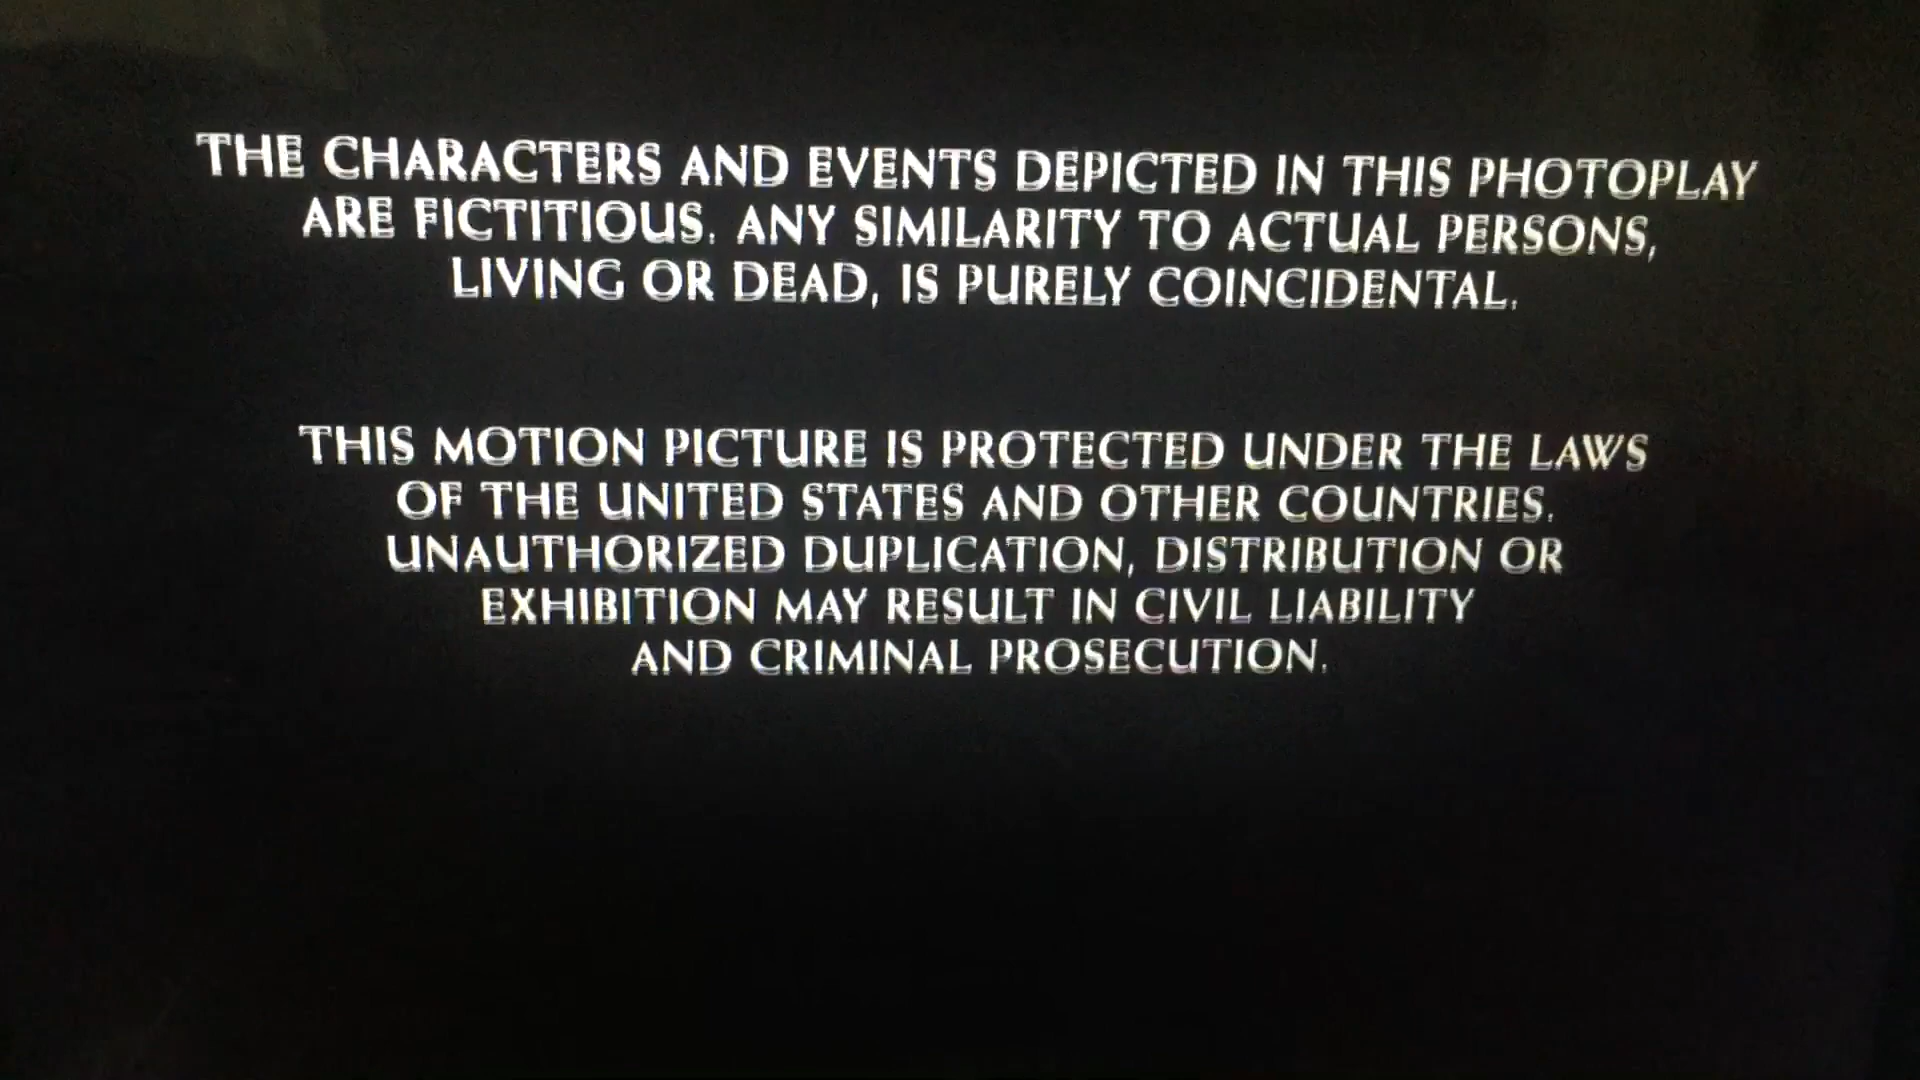 THE CHARACTERS AND EVENTS DEPICTED IN THIS PHOTOPLAY
ARE FICTITIOUS. ANY SIMILARITY TO ACTUAL PERSONS,
LIVING OR DEAD, IS PURELY COINCIDENTAL.
THIS MOTION PICTURE IS PROTECTED UNDER THE LAWS
OF THE UNITED STATES AND OTHER COUNTRIES.
UNAUTHORIZED DUPLICATION, DISTRIBUTION OR
EXHIBITION MAY RESULT IN CIVIL LIABILITY
AND CRIMINAL PROSECUTION.